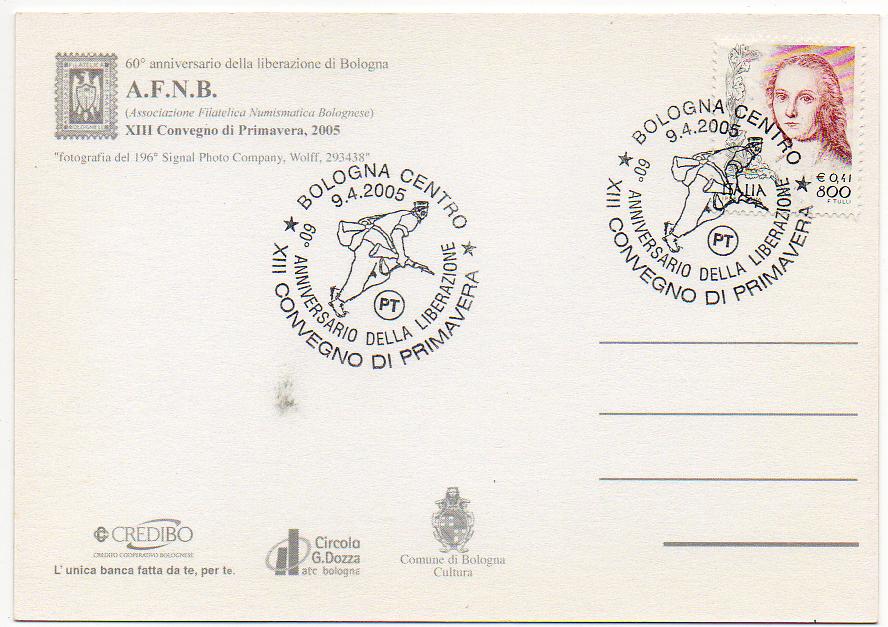 60° anniversario della liberazione di Bologna
A.F.N.B.
(Associazione Filatelica Numismatica Bolognese)
XIII Convegno di Primavera, 2005
"fotografia del 196° Signal Photo Company, Wolff, 293438"
FILATELICA
BOLOGNESE
BOLOGNA CENTRO
9.4.2005
60° ANNIVERSARIO DELLA LIBERAZIONE
XIII CONVEGNO DI PRIMAVERA
PT
BOLOGNA CENTRO
9.4.2005
60° ANNIVERSARIO DELLA LIBERAZIONE
XIII CONVEGNO DI PRIMAVERA
PT
ITALIA
€ 0,41
800
F. TULLI
CREDIBO
CREDITO COOPERATIVO BOLOGNESE
L'unica banca fatta da te, per te.
Circolo
G.Dozza
atc bologna
Comune di Bologna
Cultura